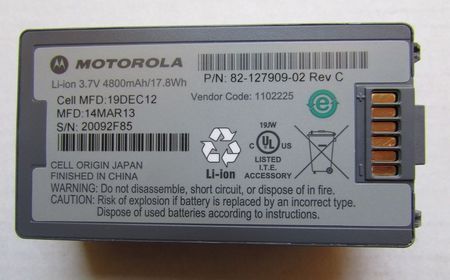 MOTOROLA
Li-ion 3.7V 4800mAh/17.8Wh
Cell MFD:19DEC12
MFD:14MAR13
S/N: 20092F85
P/N: 82-127909-02 Rev C
Vendor Code: 1102225
CELL ORIGIN JAPAN
FINISHED IN CHINA
Li-ion
19JW
C UL US
LISTED
I.T.E.
ACCESSORY
WARNING: Do not disassemble, short circuit, or dispose of in fire.
CAUTION: Risk of explosion if battery is replaced by an incorrect type.
Dispose of used batteries according to the instructions.